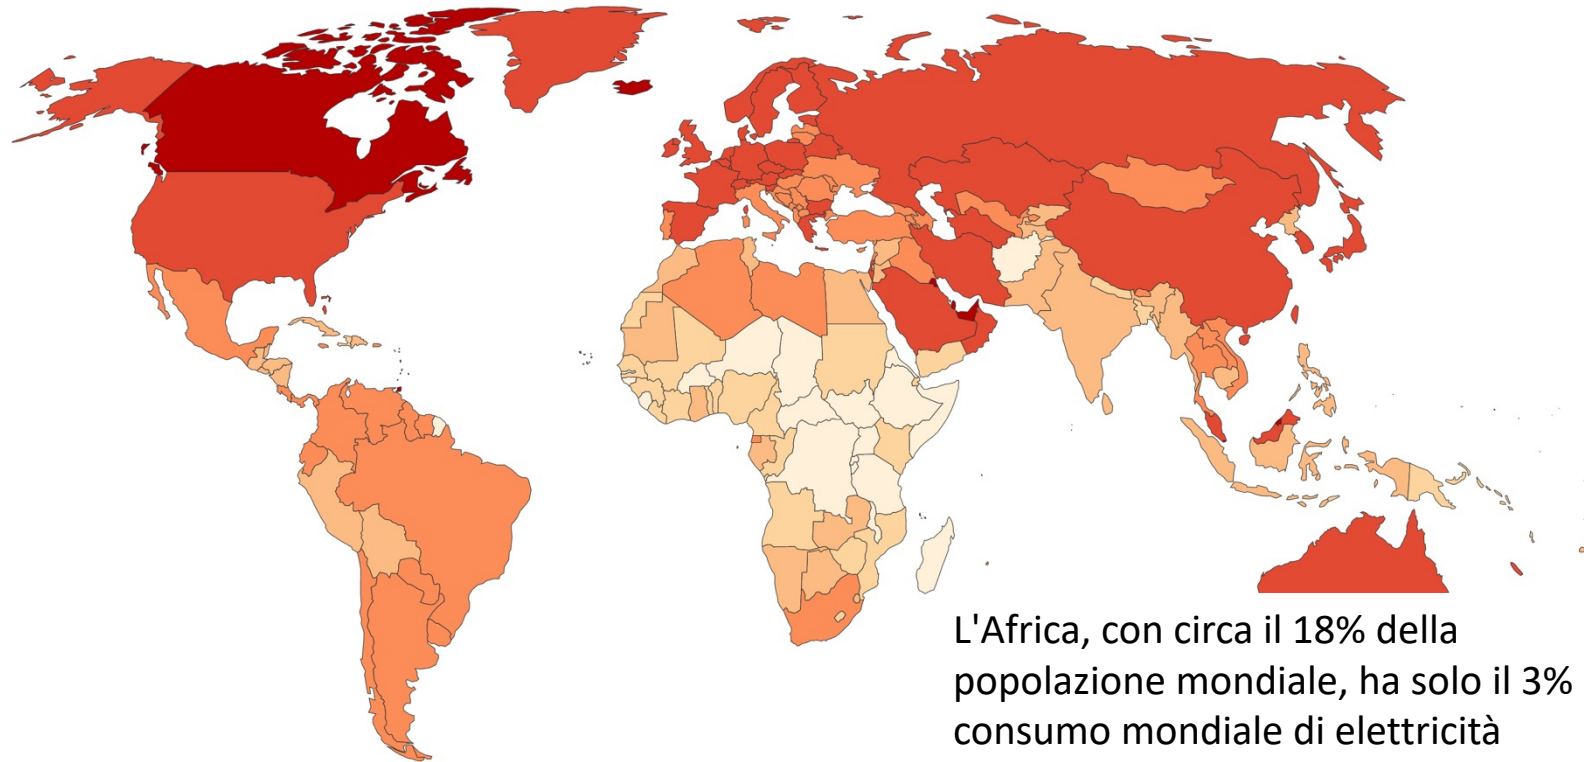 L'Africa, con circa il 18% della
popolazione mondiale, ha solo il 3%
consumo mondiale di elettricità